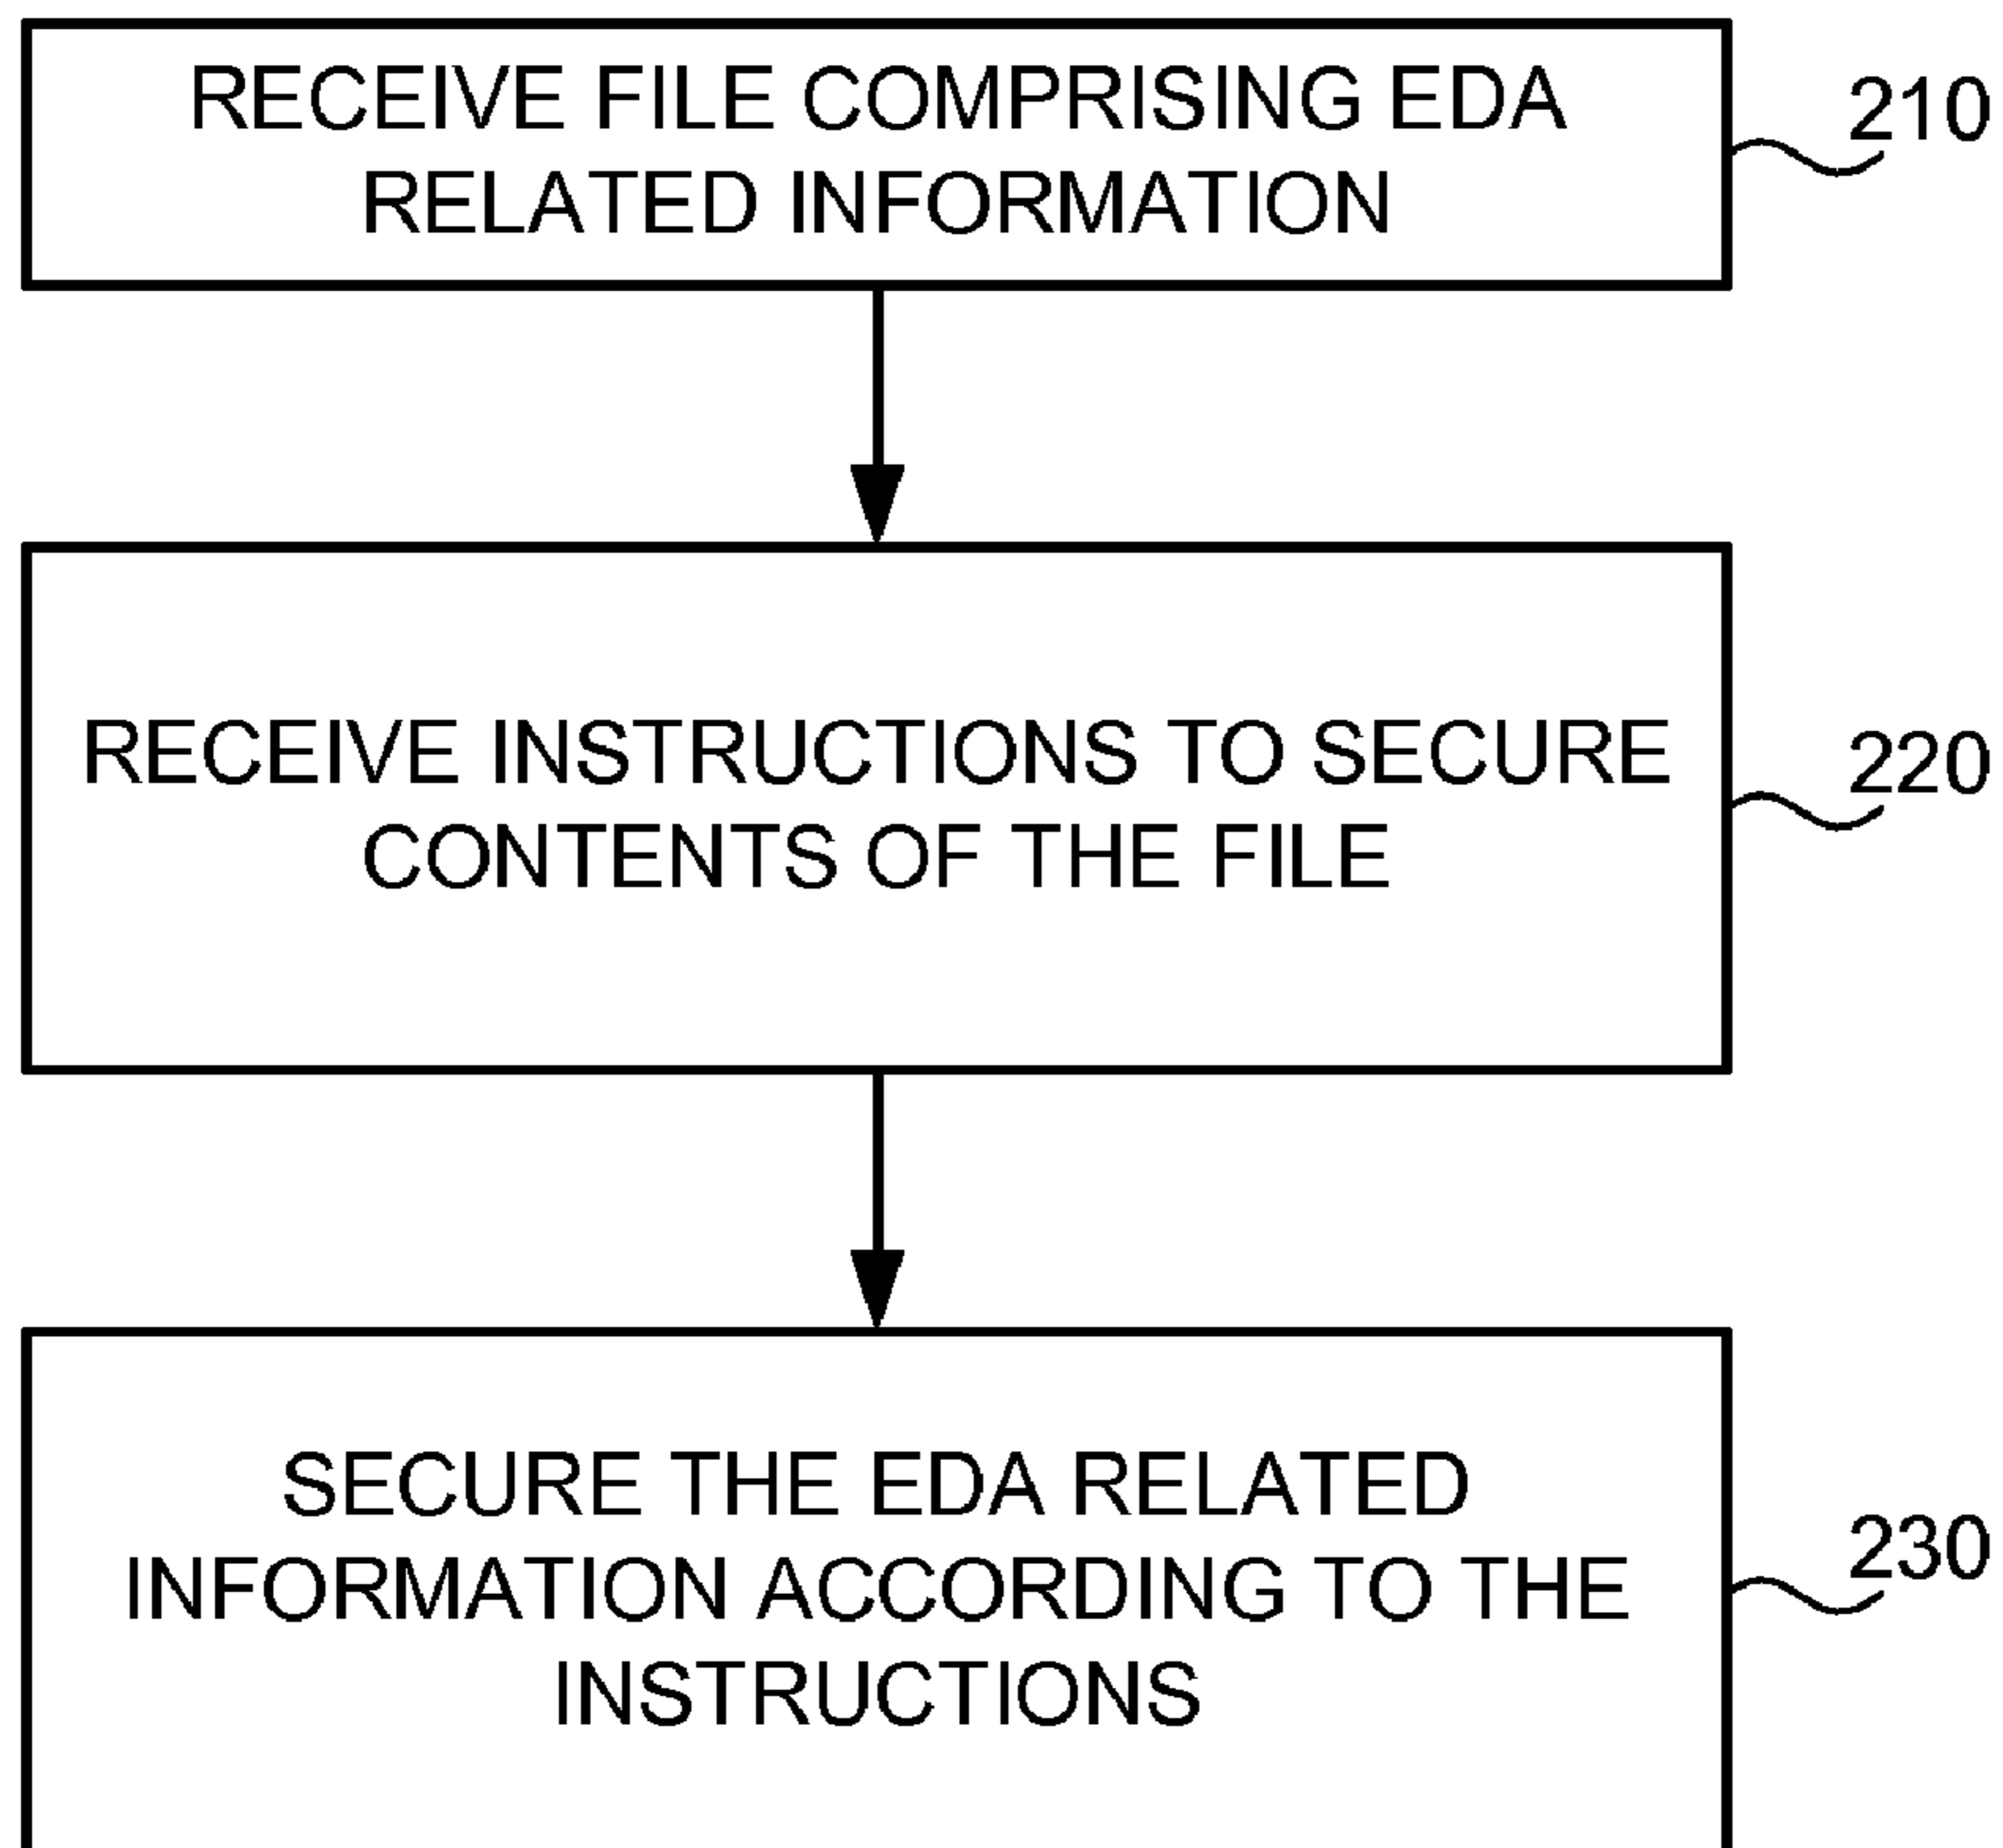 RECEIVE FILE COMPRISING EDA
RELATED INFORMATION
210
RECEIVE INSTRUCTIONS TO SECURE
CONTENTS OF THE FILE
220
SECURE THE EDA RELATED
INFORMATION ACCORDING TO THE
INSTRUCTIONS
230